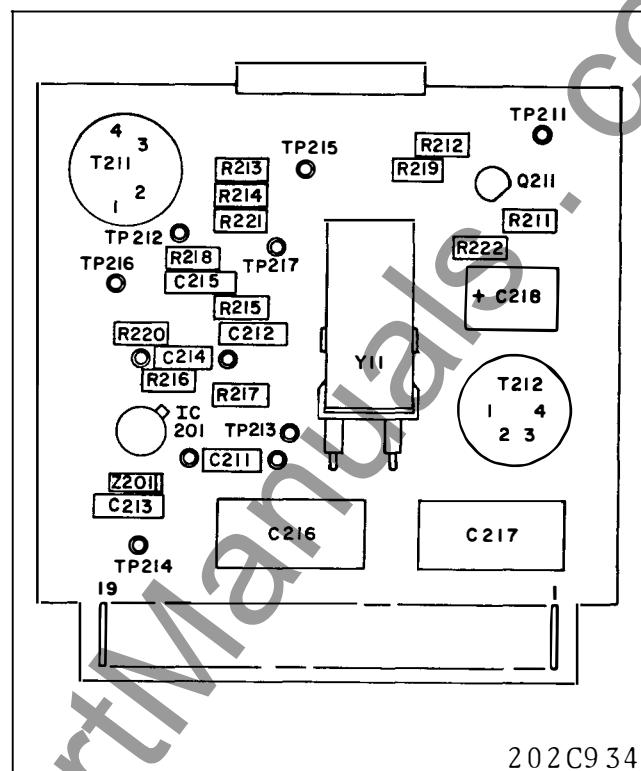 TP211
R212
4
3
T211
TP215
R213
R219
Q211
2
R214
1
R221
R211
TP212
R222
TP217
R218
TP216
C215
+ C218
R215
R220
C212
C214
Y11
R216
T212
R217
1 4
IC
201
TP213
2 3
C211
Z201
C213
C216
C217
TP214
19
1
202C934
rtManuals.co